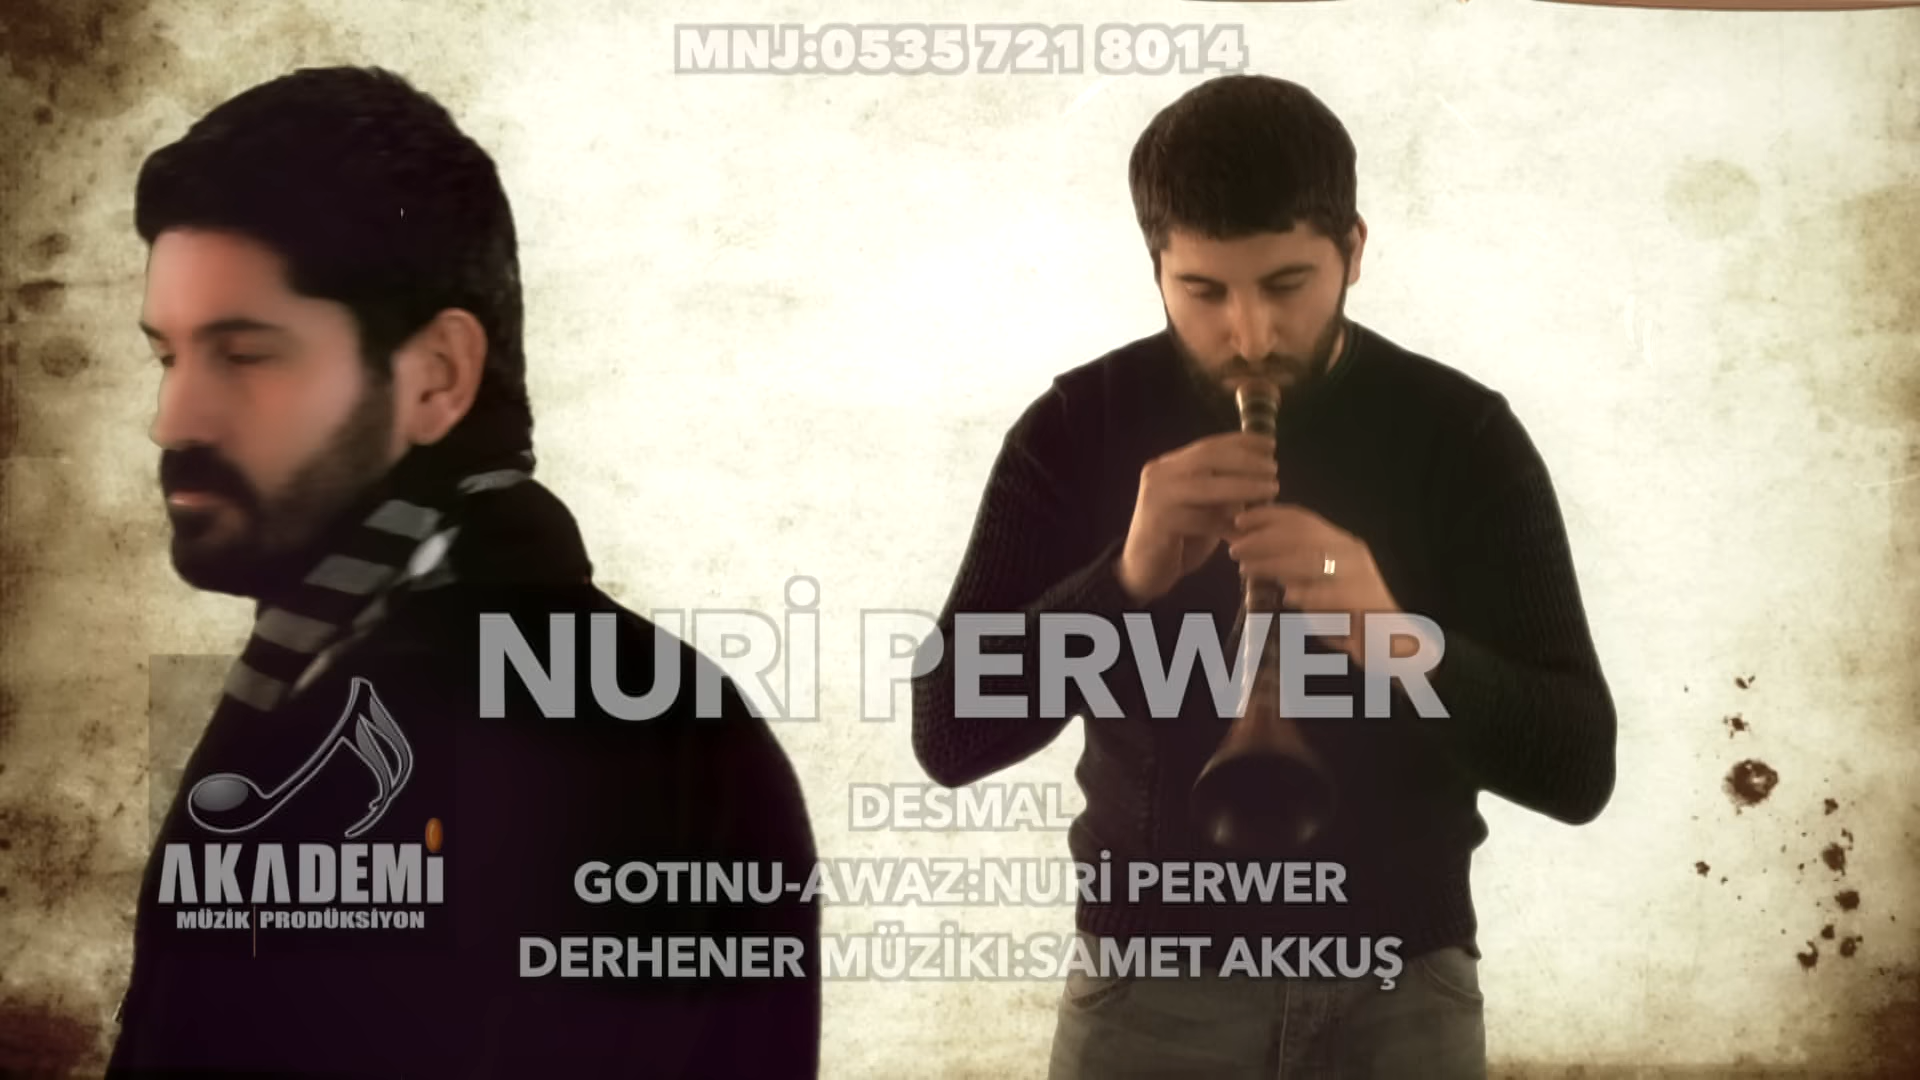 MNJ:0535 721 8014
NURİ PERWER
DESMAL
GOTINU-AWAZ:NURİ PERWER
DERHENER MÜZİKI:SAMET AKKUŞ
AKADEMİ
MÜZİK PRODÜKSİYON